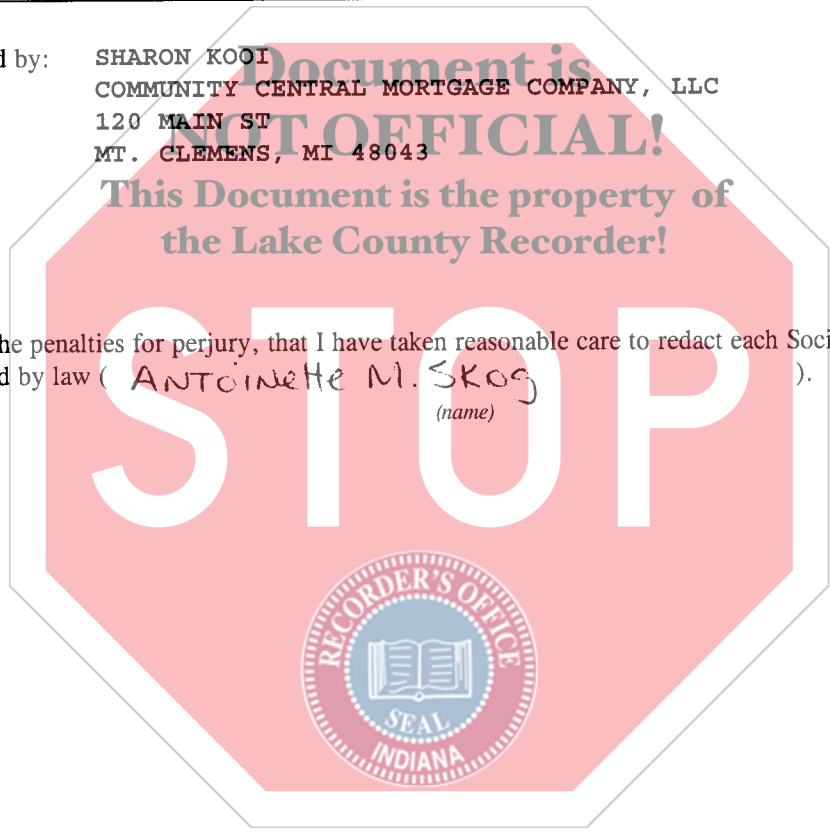 d by: SHARON KOOI
COMMUNITY CENTRAL MORTGAGE COMPANY, LLC
120 MAIN ST
MT. CLEMENS, MI 48043
Document is
NOT OFFICIAL!
This Document is the property of
the Lake County Recorder!
he penalties for perjury, that I have taken reasonable care to redact each Soci
d by law ( ANTOINETTE M. SKOG ).
(name)
STOP
RECORDER'S OFFICE
SEAL
INDIANA